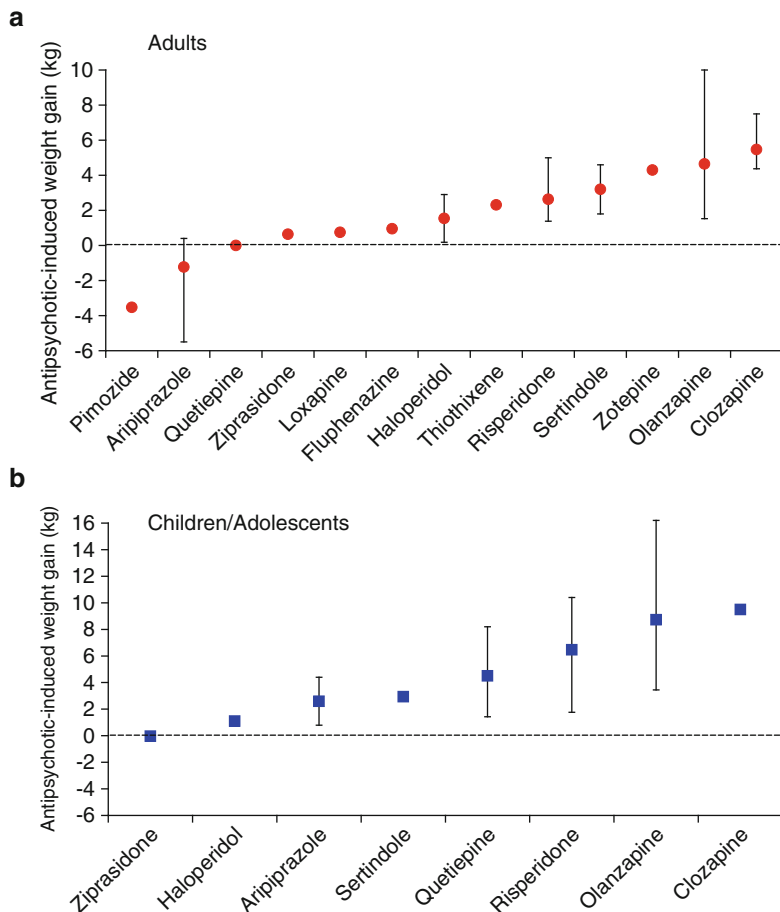 a
Adults
Antipsychotic-induced weight gain (kg)
10
8
6
4
2
0
-2
-4
-6
Pimozide
Aripiprazole
Quetiepine
Ziprasidone
Loxapine
Fluphenazine
Haloperidol
Thiothixene
Risperidone
Sertindole
Zotepine
Olanzapine
Clozapine
b
Children/Adolescents
Antipsychotic-induced weight gain (kg)
16
14
12
10
8
6
4
2
0
-2
-4
-6
Ziprasidone
Haloperidol
Aripiprazole
Sertindole
Quetiepine
Risperidone
Olanzapine
Clozapine